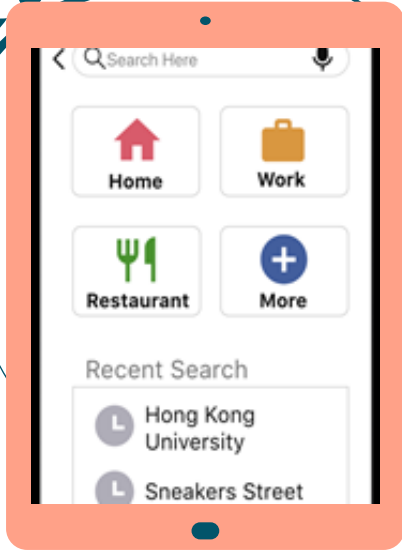 Search Here
Home
Work
Restaurant
More
Recent Search
Hong Kong
University
Sneakers Street